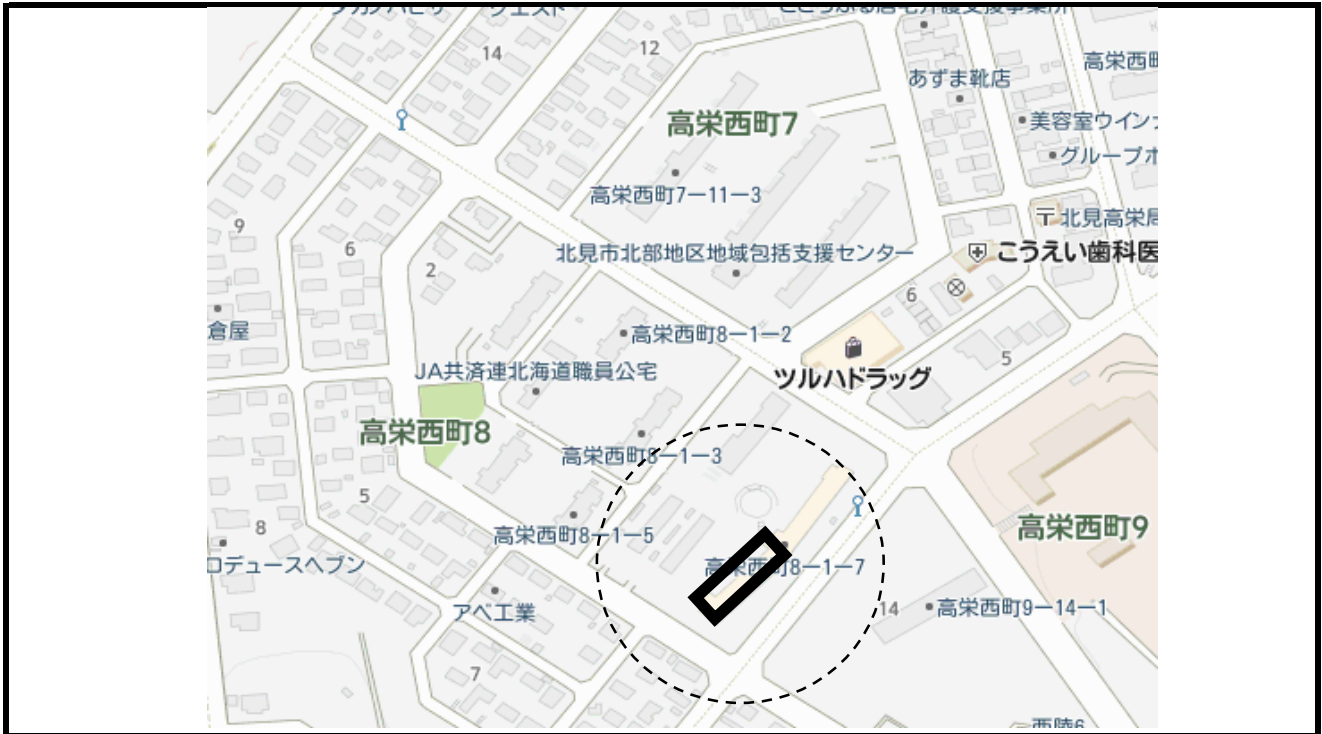 14
12
あずま靴店
高栄西町7
美容室ウイン
グループホ
高栄西町7ー11ー3
北見高栄局
9
6
2
北見市北部地区地域包括支援センター
こうえい歯科医
6
倉屋
高栄西町8ー1ー2
5
JA共済連北海道職員公宅
ツルハドラッグ
高栄西町8
高栄西町8ー1ー3
5
8
高栄西町8ー1ー5
高栄西町9
ロデュースヘブン
高栄西町8ー1ー7
アベ工業
14
高栄西町9ー14ー1
7